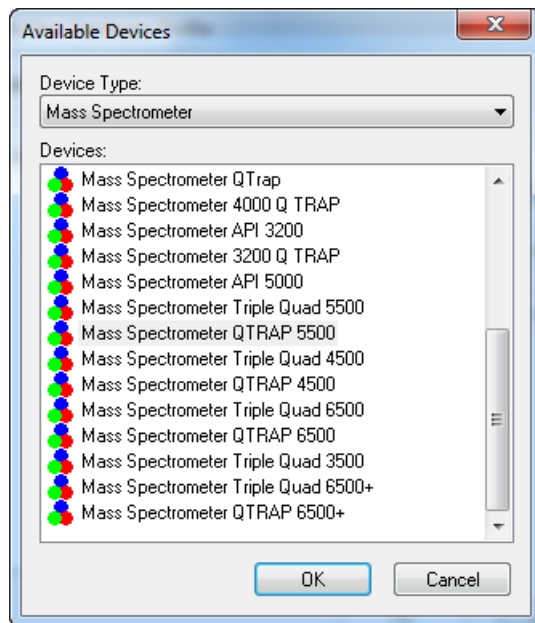 Available Devices
Device Type:
Mass Spectrometer
Devices:
Mass Spectrometer QTrap
Mass Spectrometer 4000 Q TRAP
Mass Spectrometer API 3200
Mass Spectrometer 3200 Q TRAP
Mass Spectrometer API 5000
Mass Spectrometer Triple Quad 5500
Mass Spectrometer QTRAP 5500
Mass Spectrometer Triple Quad 4500
Mass Spectrometer QTRAP 4500
Mass Spectrometer Triple Quad 6500
Mass Spectrometer QTRAP 6500
Mass Spectrometer Triple Quad 3500
Mass Spectrometer Triple Quad 6500+
Mass Spectrometer QTRAP 6500+
OK Cancel